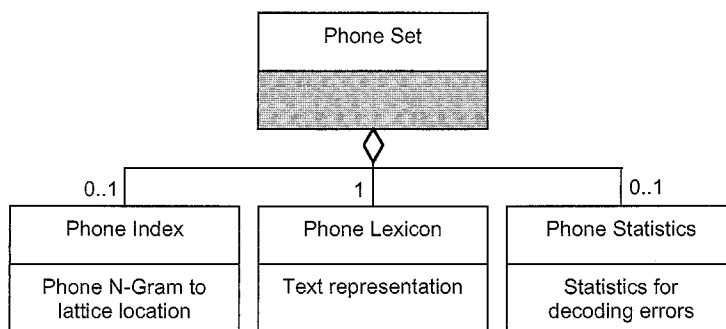 Phone Set
0..1
1
0..1
Phone Index
Phone Lexicon
Phone Statistics
Phone N-Gram to
lattice location
Text representation
Statistics for
decoding errors